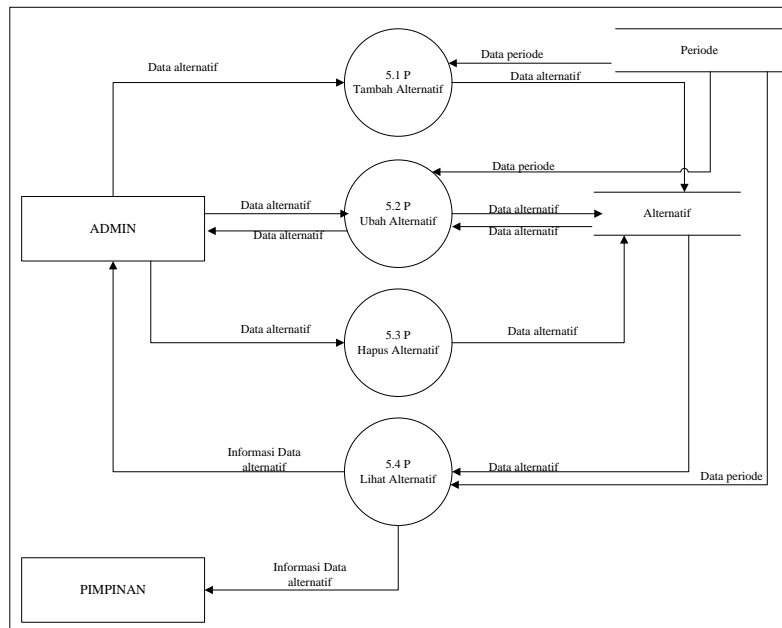 Data periode
Periode
5.1 P
Tambah Alternatif
Data alternatif
Data alternatif
Data periode
5.2 P
Ubah Alternatif
ADMIN
Data alternatif
Data alternatif
Data alternatif
Data alternatif
Alternatif
5.3 P
Hapus Alternatif
Data alternatif
Data alternatif
5.4 P
Lihat Alternatif
Informasi Data
alternatif
Data alternatif
Data periode
Informasi Data
alternatif
PIMPINAN